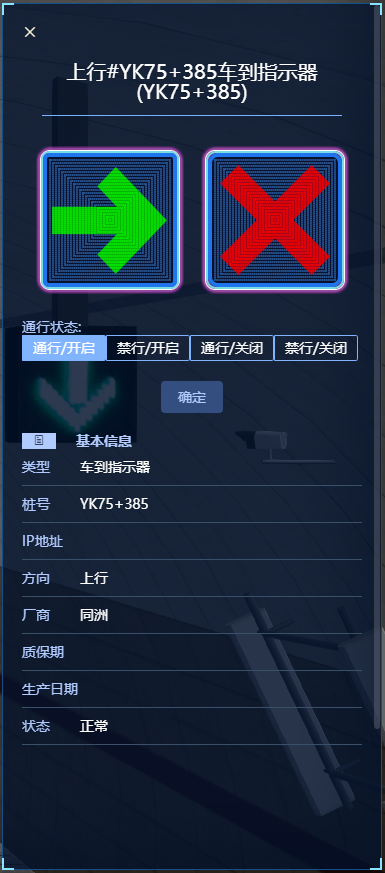 上行#YK75+385车到指示器
(YK75+385)
通行状态:
通行/开启 禁行/开启 通行/关闭 禁行/关闭
确定
基本信息
类型 车到指示器
桩号 YK75+385
IP地址
方向 上行
厂商 同洲
质保期
生产日期
状态 正常